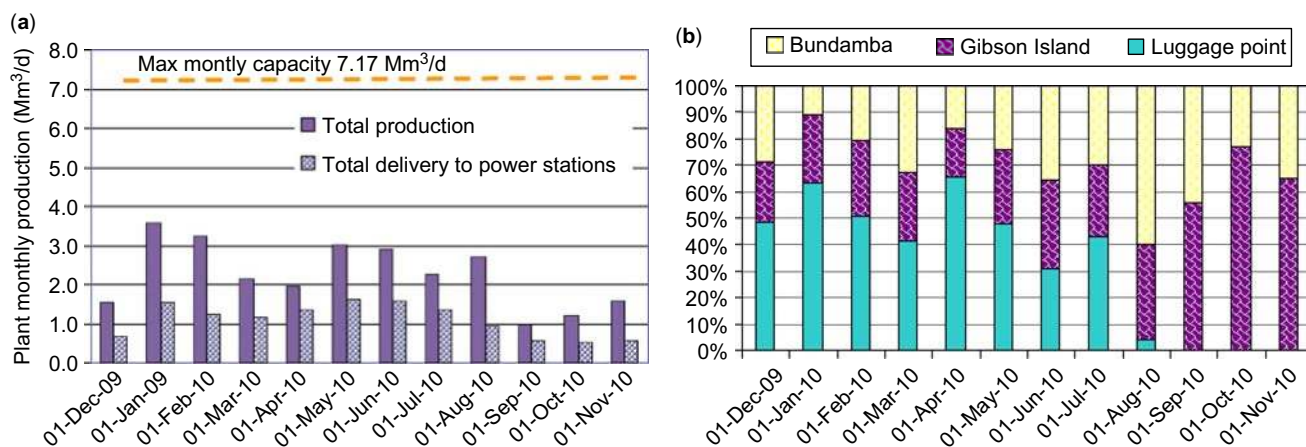 (a)
8.0
Max montly capacity 7.17 Mm³/d
7.0
6.0
Total production
5.0
Total delivery to power stations
4.0
3.0
2.0
1.0
0.0
Plant monthly production (Mm³/d)
01-Dec-09
01-Jan-09
01-Feb-10
01-Mar-10
01-Apr-10
01-May-10
01-Jun-10
01-Jul-10
01-Aug-10
01-Sep-10
01-Oct-10
01-Nov-10
(b)
Bundamba Gibson Island Luggage point
100%
90%
80%
70%
60%
50%
40%
30%
20%
10%
0%
01-Dec-09
01-Jan-10
01-Feb-10
01-Mar-10
01-Apr-10
01-May-10
01-Jun-10
01-Jul-10
01-Aug-10
01-Sep-10
01-Oct-10
01-Nov-10